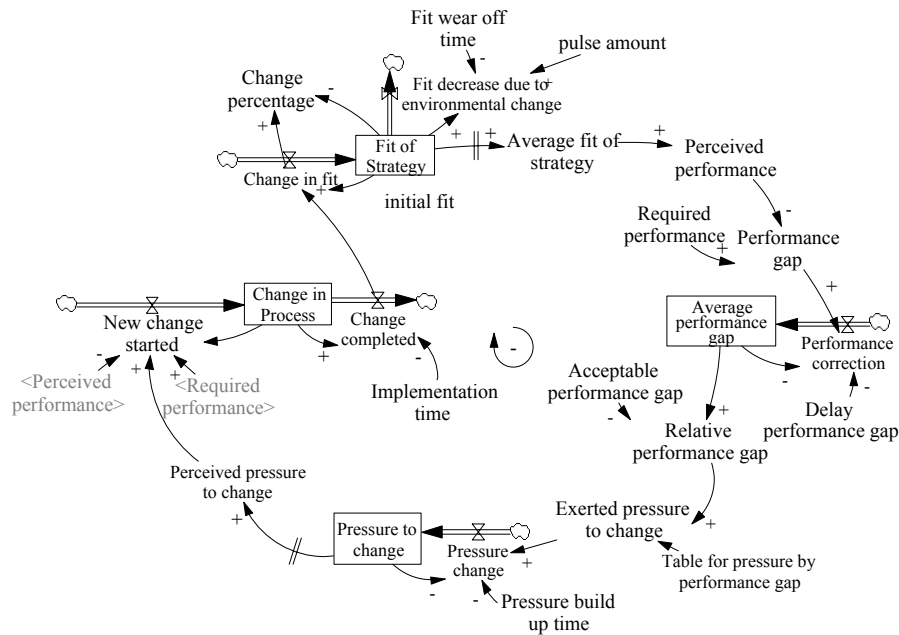 Fit wear off
time
pulse amount
-
Change
percentage
-
Fit decrease due to
environmental change
+
+
+
+
Fit of
Strategy
Average fit of
strategy
+
Perceived
performance
Change in fit
+
initial fit
-
Required
performance
+
Performance
gap
+
Change in
Process
New change
started
Change
completed
+
-
Average
performance
gap
Performance
correction
-
-
-
+
+
<Perceived
performance>
<Required
performance>
Implementation
time
-
Acceptable
performance gap
-
Delay
performance gap
+
Relative
performance gap
Perceived pressure
to change
+
Exerted pressure
to change
+
Pressure to
change
Pressure
change
+
-
-
Table for pressure by
performance gap
Pressure build
up time